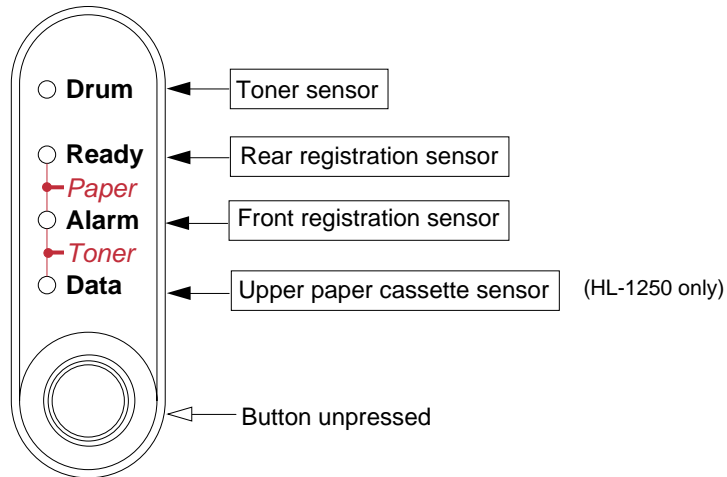 Drum Toner sensor
Ready Rear registration sensor
Paper
Alarm Front registration sensor
Toner
Data Upper paper cassette sensor (HL-1250 only)
Button unpressed